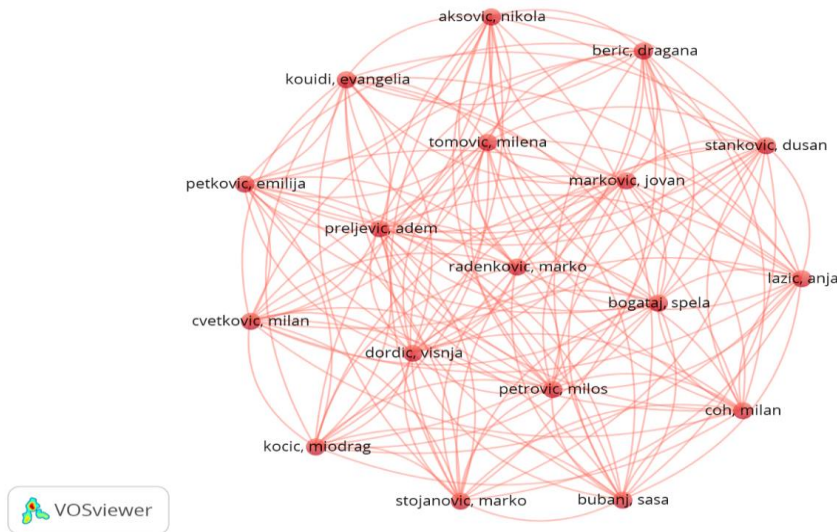 aksovic, nikola
beric, dragana
kouidi, evangelia
tomovic, milena
stankovic, dusan
petkovic, emilija
markovic, jovan
preljevic, adem
radenkovic, marko
lazic, anja
bogataj, spela
cvetkovic, milan
dordic, visnja
petrovic, milos
coh, milan
kocic, miodrag
stojanovic, marko
bubanj, sasa
VOSviewer